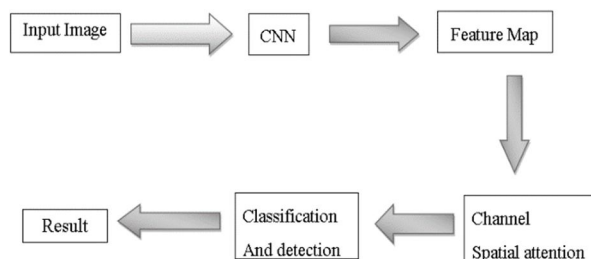 Input Image
CNN
Feature Map
Channel
Spatial attention
Classification
And detection
Result